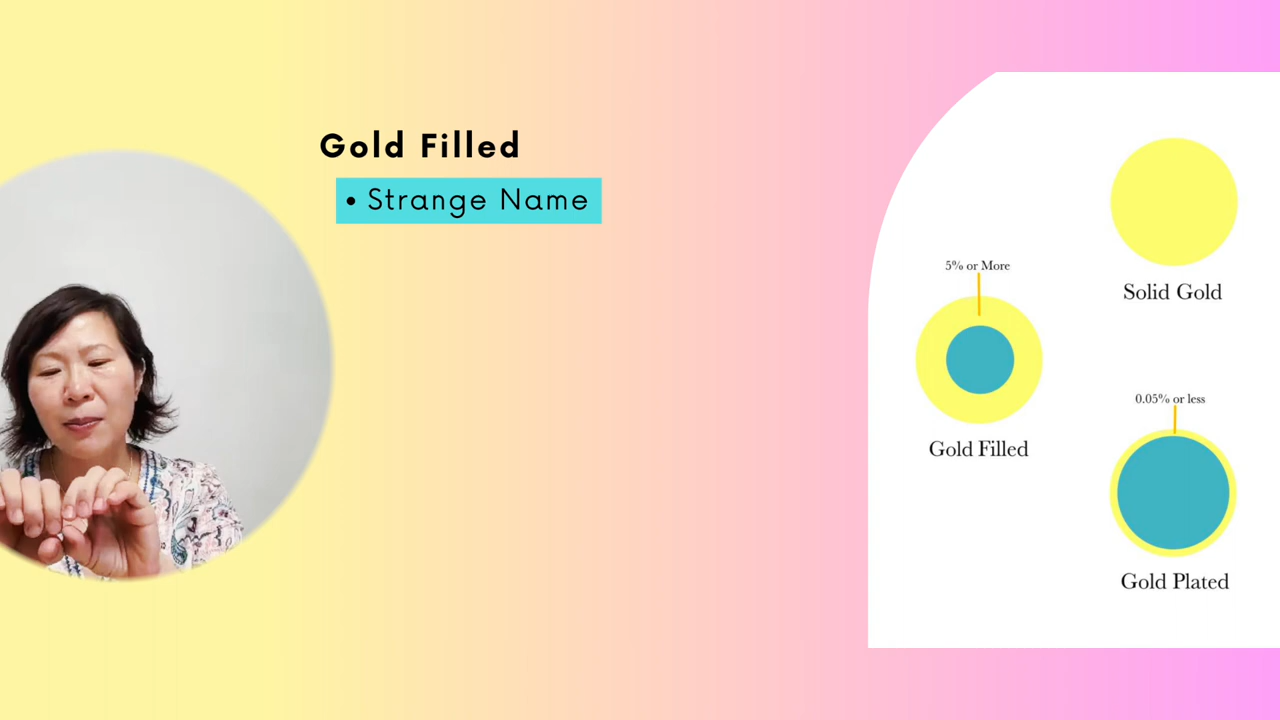 Gold Filled
• Strange Name
Solid Gold
5% or More
Gold Filled
0.05% or less
Gold Plated